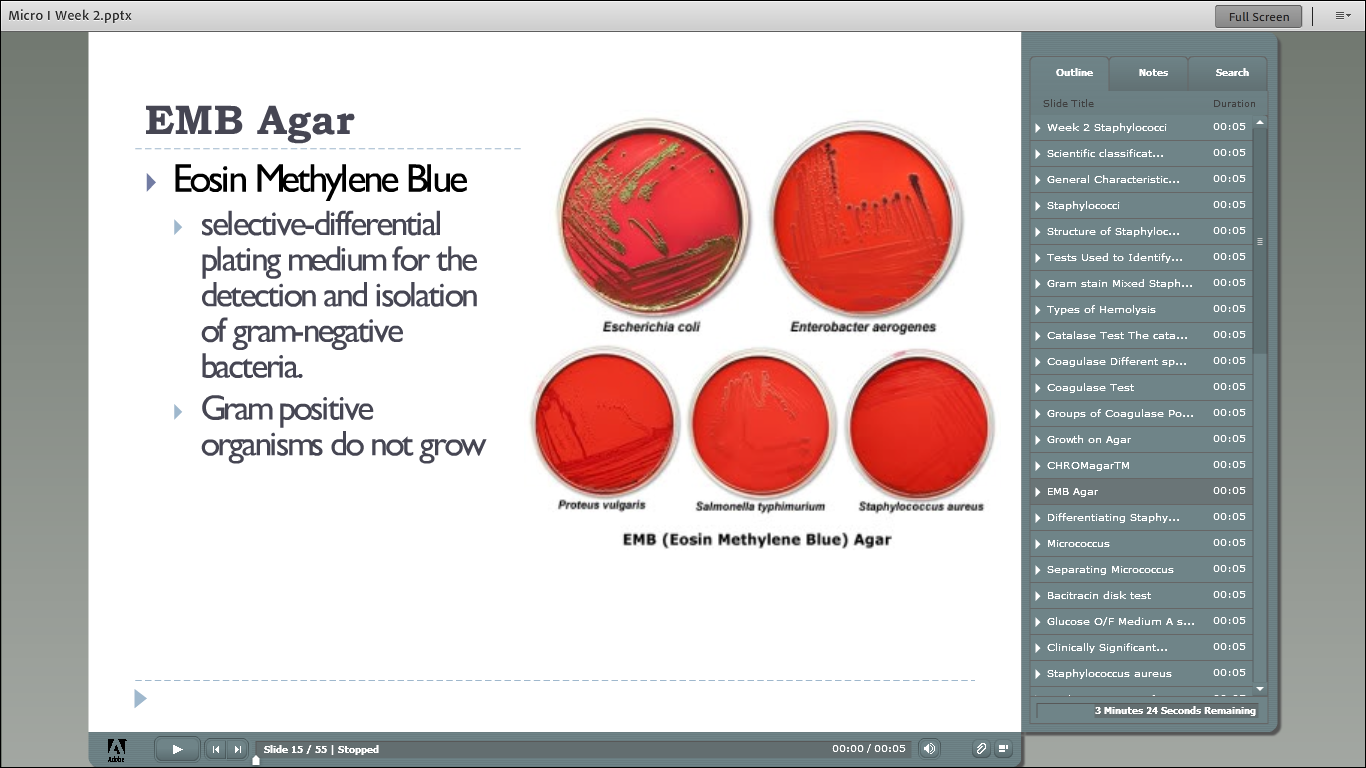 Micro I Week 2.pptx
Full Screen
EMB Agar
Eosin Methylene Blue
selective-differential
plating medium for the
detection and isolation
of gram-negative
bacteria.
Gram positive
organisms do not grow
Escherichia coli
Enterobacter aerogenes
Proteus vulgaris
Salmonella typhimurium
Staphylococcus aureus
EMB (Eosin Methylene Blue) Agar
Outline Notes Search
Slide Title Duration
Week 2 Staphylococci 00:05
Scientific classificat... 00:05
General Characteristic... 00:05
Staphylococci 00:05
Structure of Staphyloc... 00:05
Tests Used to Identify... 00:05
Gram stain Mixed Staph... 00:05
Types of Hemolysis 00:05
Catalase Test The cata... 00:05
Coagulase Different sp... 00:05
Coagulase Test 00:05
Groups of Coagulase Po... 00:05
Growth on Agar 00:05
CHROMagarTM 00:05
EMB Agar 00:05
Differentiating Staphy... 00:05
Micrococcus 00:05
Separating Micrococcus 00:05
Bacitracin disk test 00:05
Glucose O/F Medium A s... 00:05
Clinically Significant... 00:05
Staphylococcus aureus 00:05
3 Minutes 24 Seconds Remaining
Adobe
Slide 15 / 55 | Stopped
00:00 / 00:05